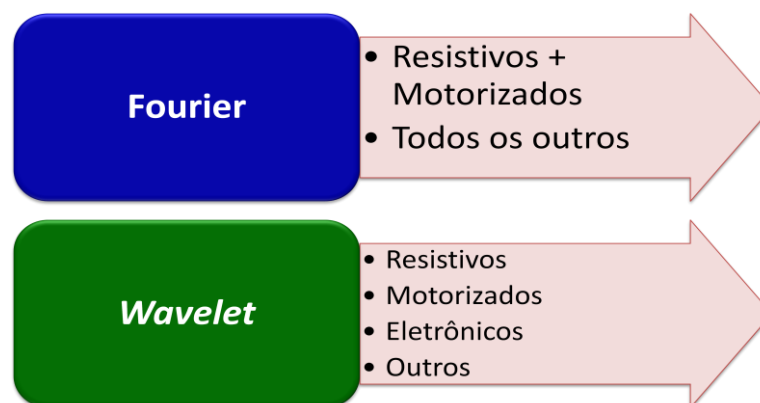 Fourier
• Resistivos +
Motorizados
• Todos os outros
Wavelet
• Resistivos
• Motorizados
• Eletrônicos
• Outros